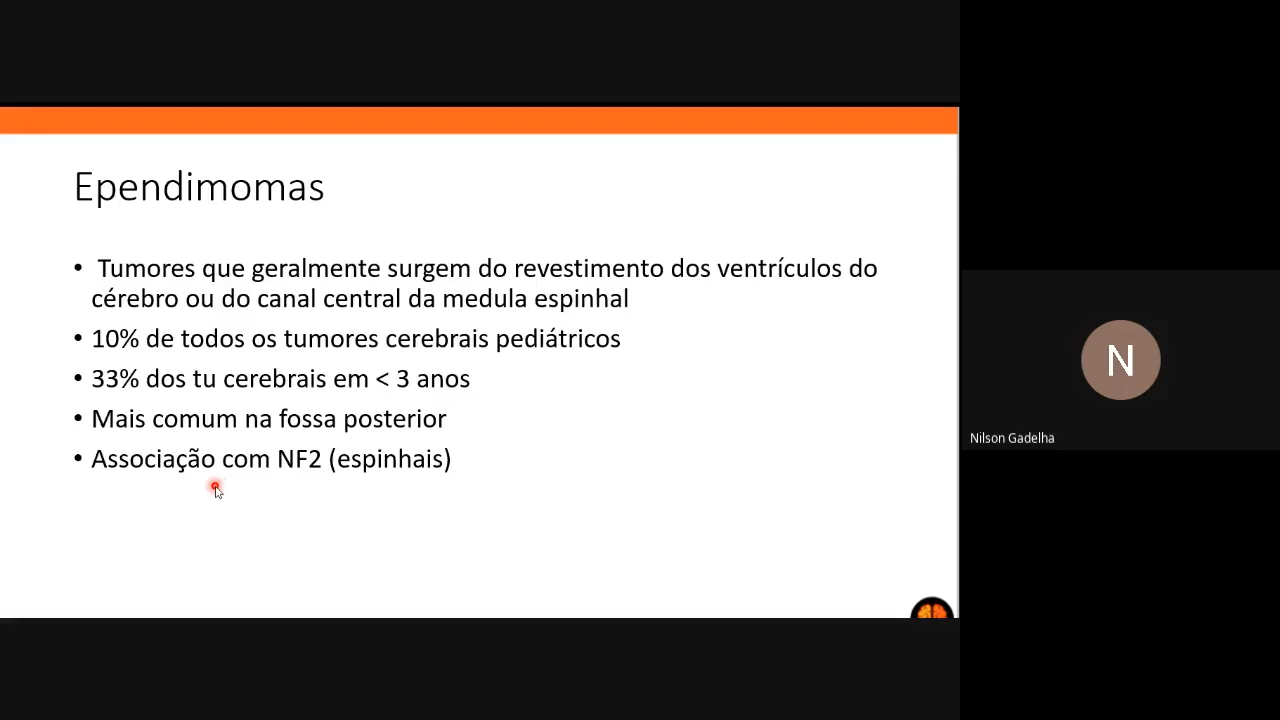 Ependimomas
• Tumores que geralmente surgem do revestimento dos ventrículos do
cérebro ou do canal central da medula espinhal
• 10% de todos os tumores cerebrais pediátricos
• 33% dos tu cerebrais em < 3 anos
• Mais comum na fossa posterior
• Associação com NF2 (espinhais)
N
Nilson Gadelha